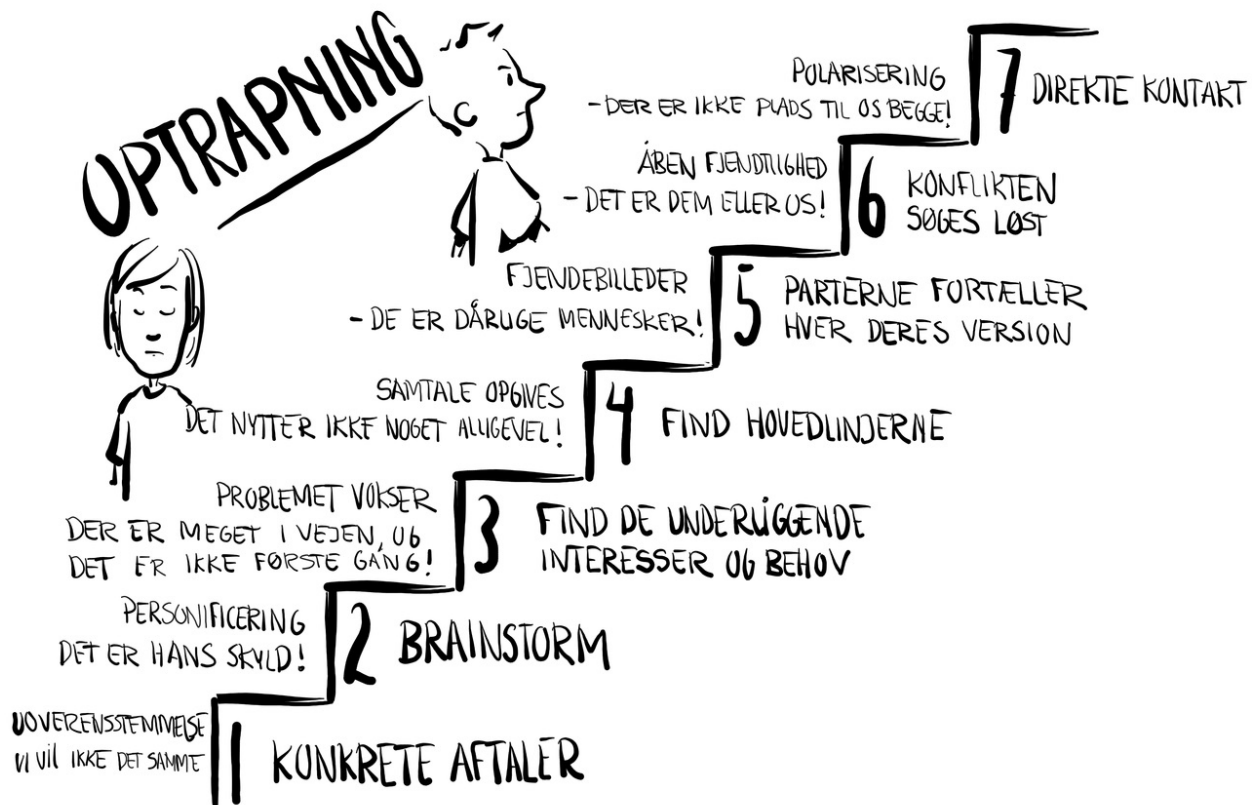 OPTRAPNING
POLARISERING
- DER ER IKKE PLADS TIL OS BEGGE!
7 DIREKTE KONTAKT
ÅBEN FJENDTLIGHED
- DET ER DEM ELLER OS!
6 KONFLIKTEN
SØGES LØST
FJENDEBILLEDER
- DE ER DÅRLIGE MENNESKER!
5 PARTERNE FORTÆLLER
HVER DERES VERSION
SAMTALE OPGIVES
DET NYTTER IKKE NOGET ALLIGEVEL!
4 FIND HOVEDLINJERNE
PROBLEMET VOKSER
DER ER MEGET I VEJEN, OG
DET ER IKKE FØRSTE GANG!
3 FIND DE UNDERLIGGENDE
INTERESSER OG BEHOV
PERSONIFICERING
DET ER HANS SKYLD!
2 BRAINSTORM
UOVERENSSTEMMELSE
VI VIL IKKE DET SAMME
1 KONKRETE AFTALER